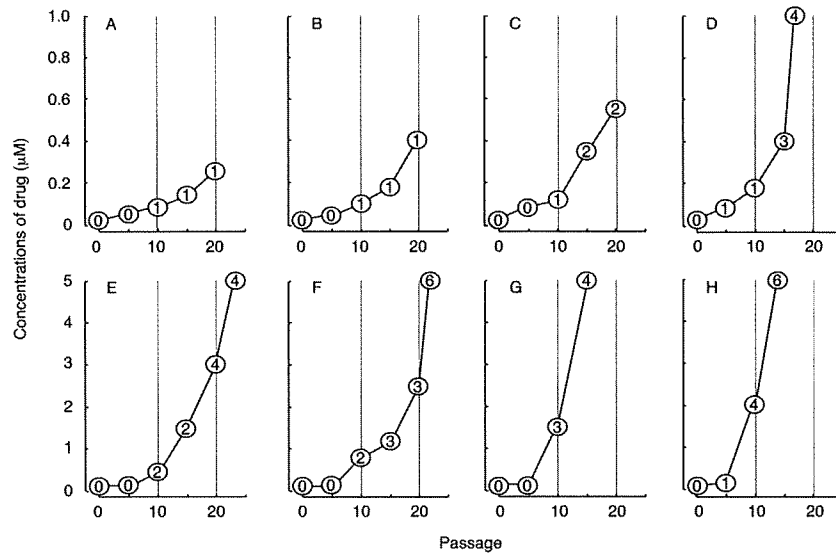 Concentrations of drug (µM)
A
1.0
0.8
0.6
0.4
0.2
0
0 0 1 1 1
0 10 20
B
0 0 1 1 1
0 10 20
C
0 0 1 2 2
0 10 20
D
0 1 1 3 4
0 10 20
E
5
4
3
2
1
0
0 0 2 2 4 4
0 10 20
F
0 0 2 3 3 6
0 10 20
G
0 0 3 4
0 10 20
H
0 1 4 6
0 10 20
Passage